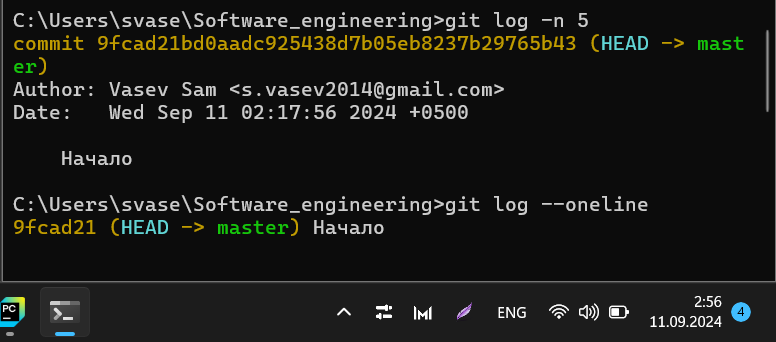 C:\Users\svase\Software_engineering>git log -n 5
commit 9fcad21bd0aadc925438d7b05eb8237b29765b43 (HEAD -> mast
er)
Author: Vasev Sam <s.vasev2014@gmail.com>
Date:   Wed Sep 11 02:17:56 2024 +0500
Начало
C:\Users\svase\Software_engineering>git log --oneline
9fcad21 (HEAD -> master) Начало
PC
ENG
2:56
11.09.2024
4